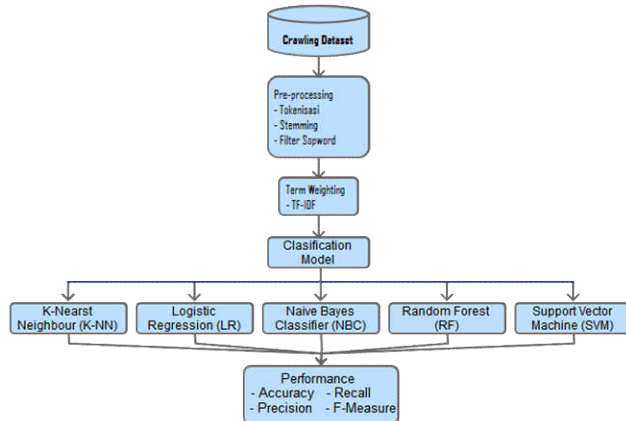 Crawling Dataset
Pre-processing
- Tokenisasi
- Stemming
- Filter Sopword
Term Weighting
- TF-IDF
Clasification
Model
K-Nearst
Neighbour (K-NN)
Logistic
Regression (LR)
Naive Bayes
Classifier (NBC)
Random Forest
(RF)
Support Vector
Machine (SVM)
Performance
- Accuracy - Recall
- Precision - F-Measure